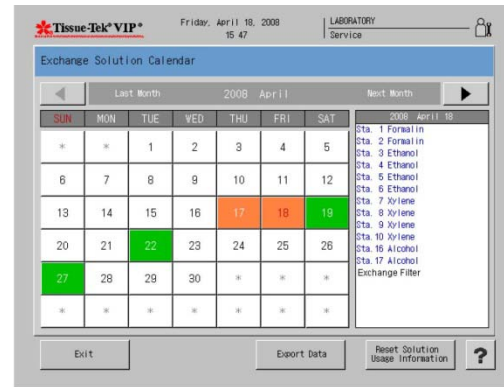 Tissue-Tek® VIP®
Friday, April 18, 2008
15 47
LABORATORY
Service
Exchange Solution Calendar
Last Month
2008 April
Next Month
SUN MON TUE WED THU FRI SAT
* * 1 2 3 4 5
6 7 8 9 10 11 12
13 14 15 16 17 18 19
20 21 22 23 24 25 26
27 28 29 30 * * *
* * * * * * *
2008 April 18
Sta. 1 Formalin
Sta. 2 Formalin
Sta. 3 Ethanol
Sta. 4 Ethanol
Sta. 5 Ethanol
Sta. 6 Ethanol
Sta. 7 Xylene
Sta. 8 Xylene
Sta. 9 Xylene
Sta. 10 Xylene
Sta. 16 Alcohol
Sta. 17 Alcohol
Exchange Filter
Exit
Export Data
Reset Solution
Usage Information
?